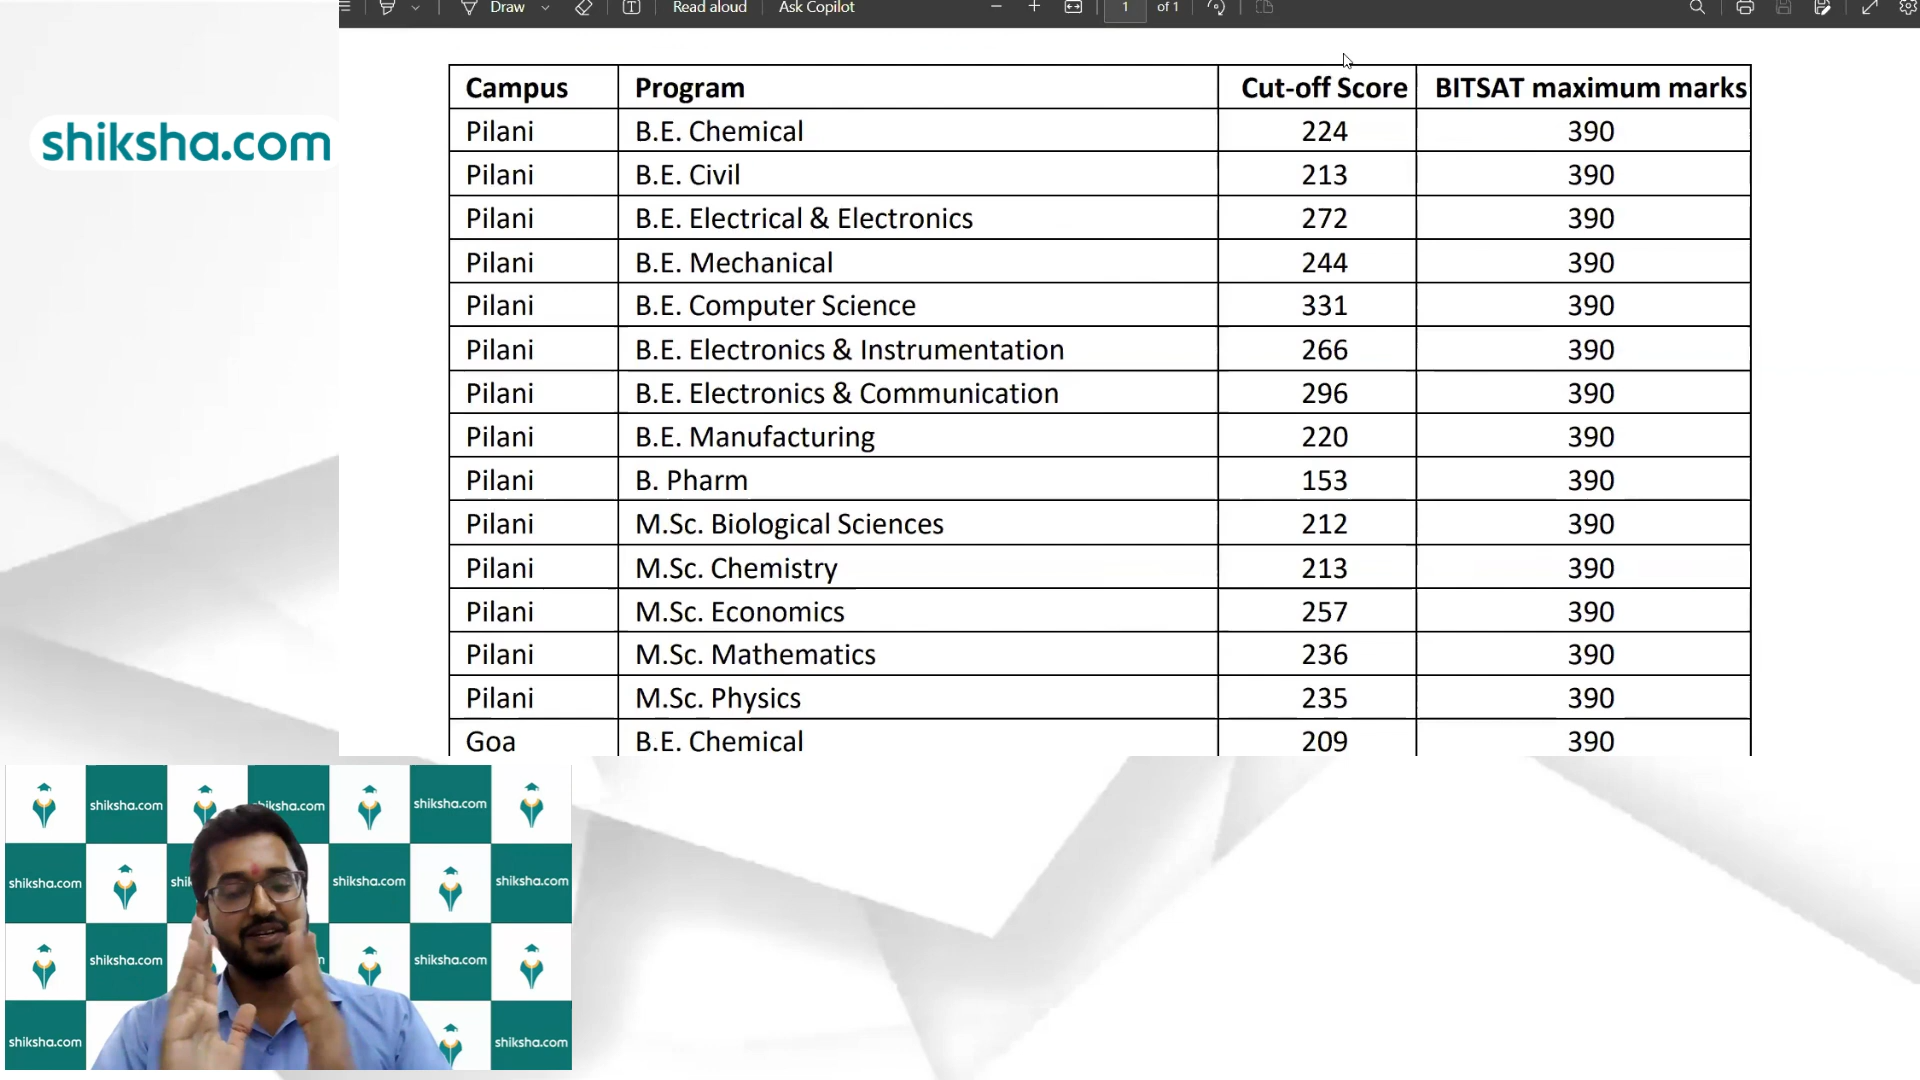 Draw
Read aloud
Ask Copilot
1
of 1
shiksha.com
Campus Program Cut-off Score BITSAT maximum marks
Pilani B.E. Chemical 224 390
Pilani B.E. Civil 213 390
Pilani B.E. Electrical & Electronics 272 390
Pilani B.E. Mechanical 244 390
Pilani B.E. Computer Science 331 390
Pilani B.E. Electronics & Instrumentation 266 390
Pilani B.E. Electronics & Communication 296 390
Pilani B.E. Manufacturing 220 390
Pilani B. Pharm 153 390
Pilani M.Sc. Biological Sciences 212 390
Pilani M.Sc. Chemistry 213 390
Pilani M.Sc. Economics 257 390
Pilani M.Sc. Mathematics 236 390
Pilani M.Sc. Physics 235 390
Goa B.E. Chemical 209 390
shiksha.com shiksha.com shiksha.com
shiksha.com shiksha.com shiksha.com
shiksha.com shiksha.com
shiksha.com shiksha.com